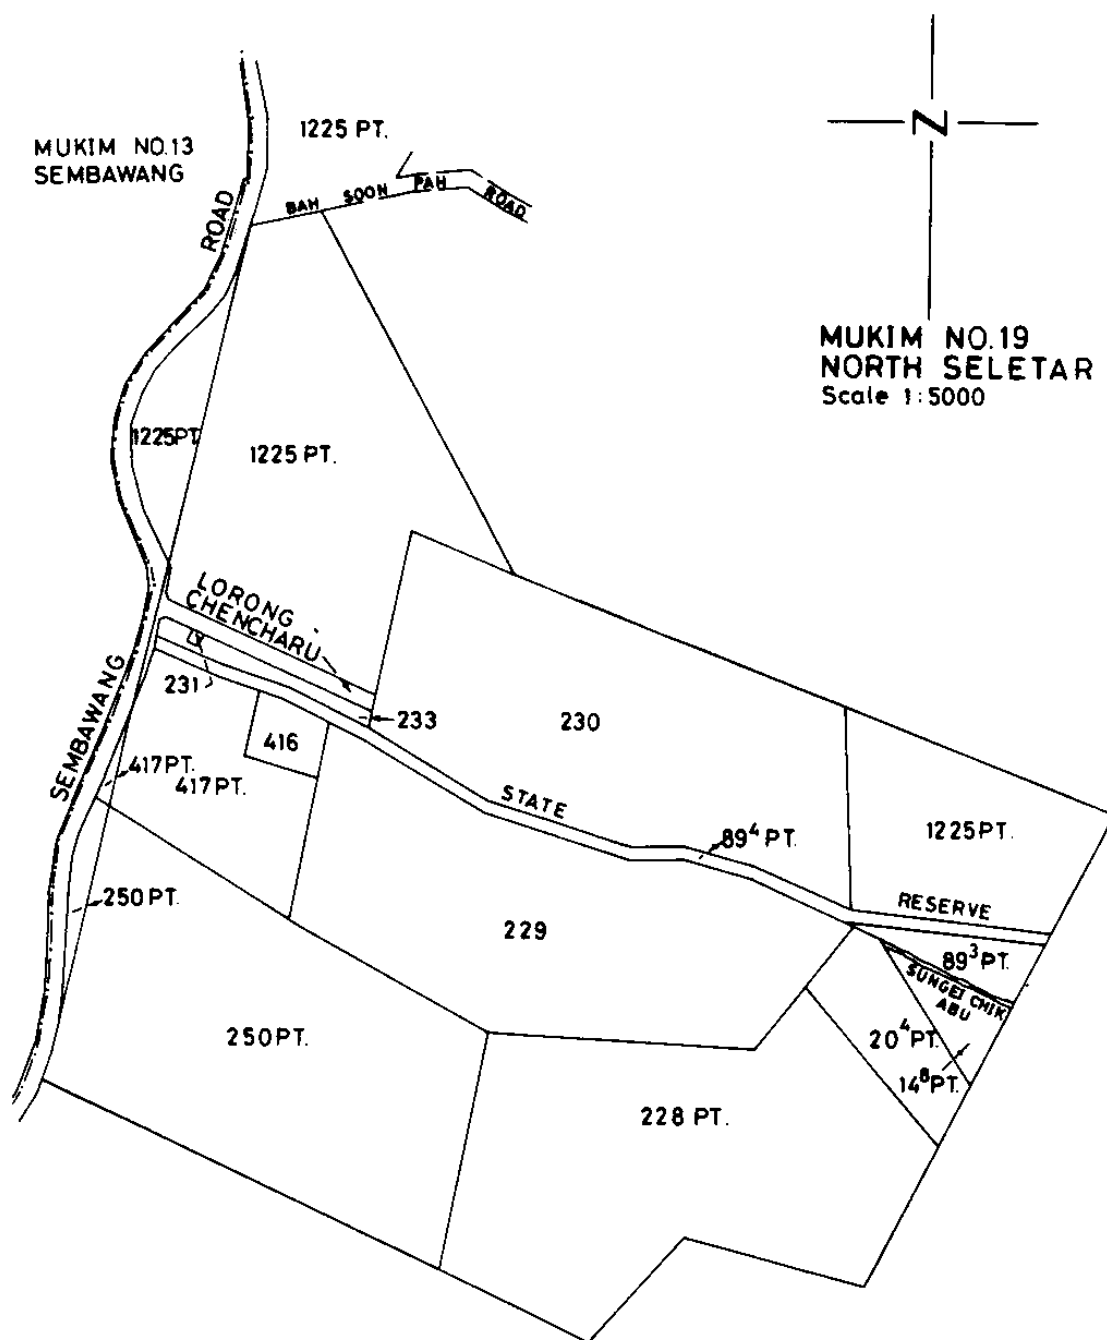 N
1225 PT.
MUKIM NO.13
SEMBAWANG
BAH SOON PAH ROAD
ROAD
MUKIM NO.19
NORTH SELETAR
Scale 1:5000
1225PT
1225 PT.
LORONG
CHENCHARU
SEMBAWANG
231
233
230
416
417PT.
417PT.
STATE
89⁴ PT.
1225PT.
250PT.
RESERVE
229
89³PT.
SUNGEI CHIK
ABU
250PT.
20⁴PT.
14⁸PT.
228 PT.